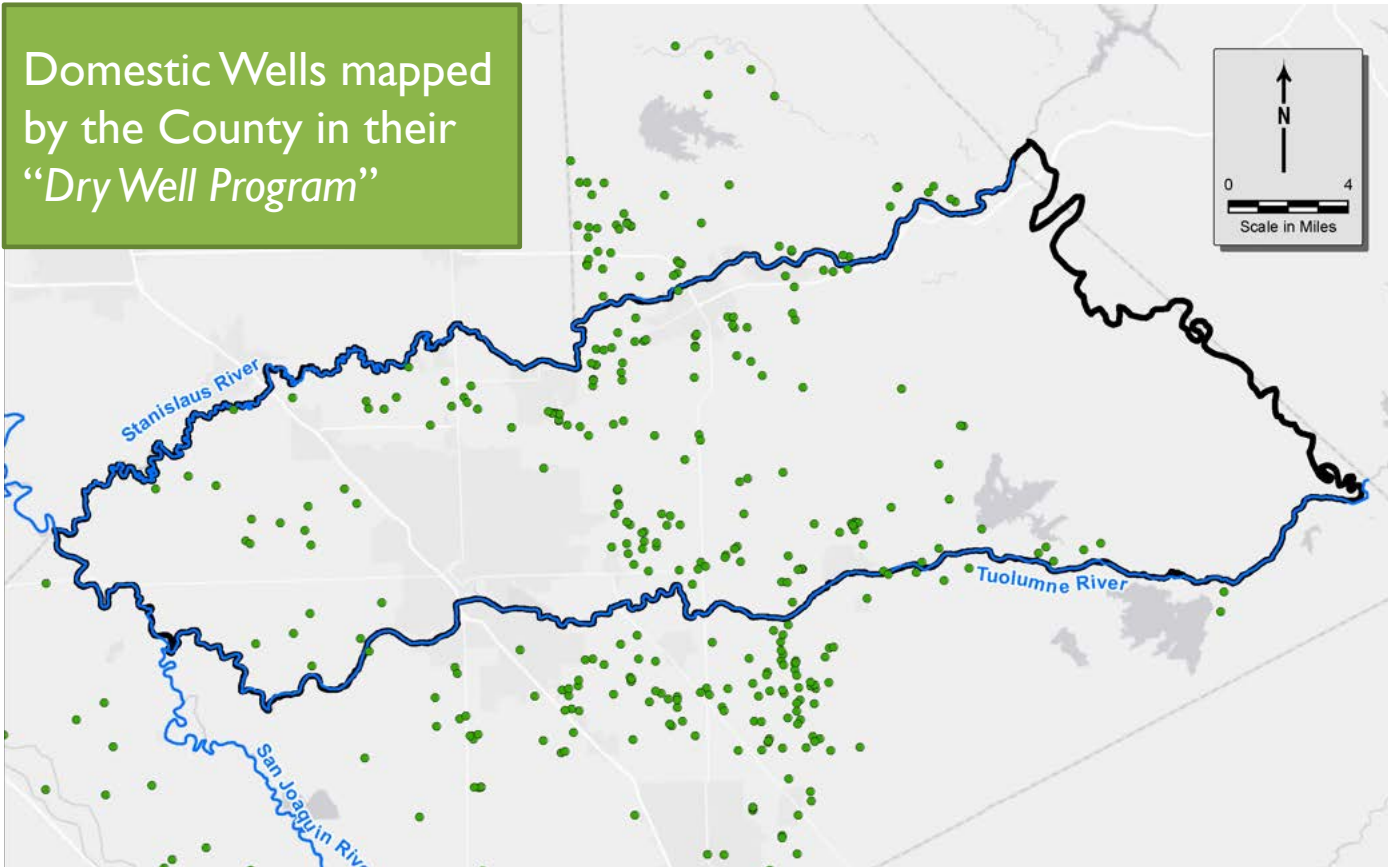 Domestic Wells mapped
by the County in their
“Dry Well Program”
N
0 4
Scale in Miles
Stanislaus River
Tuolumne River
San Joaquin River